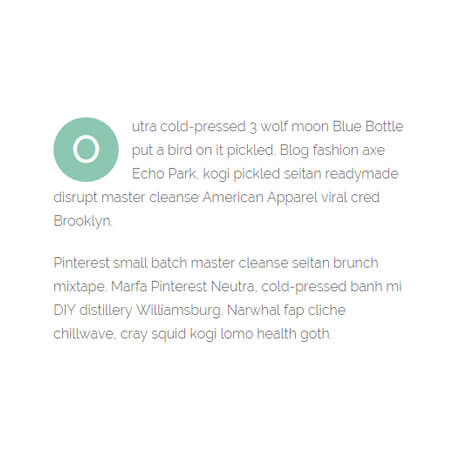 Outra cold-pressed 3 wolf moon Blue Bottle
put a bird on it pickled. Blog fashion axe
Echo Park, kogi pickled seitan readymade
disrupt master cleanse American Apparel viral cred
Brooklyn.
Pinterest small batch master cleanse seitan brunch
mixtape. Marfa Pinterest Neutra, cold-pressed banh mi
DIY distillery Williamsburg. Narwhal fap cliche
chillwave, cray squid kogi lomo health goth.